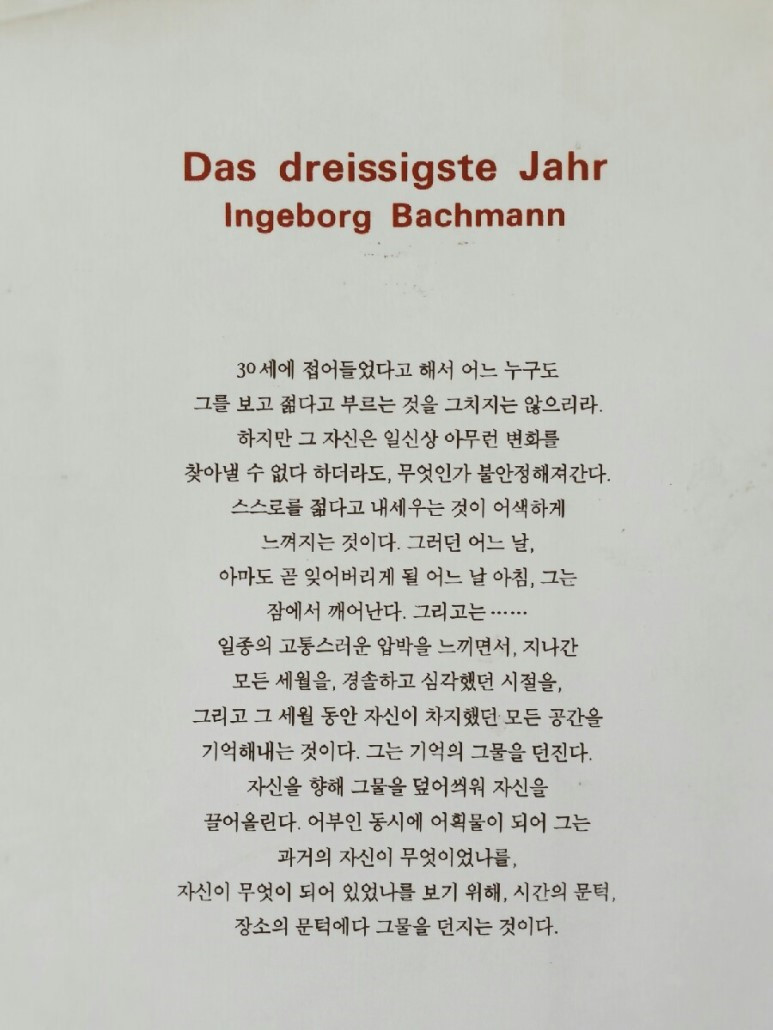 Das dreissigste Jahr
Ingeborg Bachmann
30세에 접어들었다고 해서 어느 누구도
그를 보고 젊다고 부르는 것을 그치지는 않으리라.
하지만 그 자신은 일신상 아무런 변화를
찾아낼 수 없다 하더라도, 무엇인가 불안정해져간다.
스스로를 젊다고 내세우는 것이 어색하게
느껴지는 것이다. 그러던 어느 날,
아마도 곧 잊어버리게 될 어느 날 아침, 그는
잠에서 깨어난다. 그리고는……
일종의 고통스러운 압박을 느끼면서, 지나간
모든 세월을, 경솔하고 심각했던 시절을,
그리고 그 세월 동안 자신이 차지했던 모든 공간을
기억해내는 것이다. 그는 기억의 그물을 던진다.
자신을 향해 그물을 덮어씌워 자신을
끌어올린다. 어부인 동시에 어획물이 되어 그는
과거의 자신이 무엇이었나를,
자신이 무엇이 되어 있었나를 보기 위해, 시간의 문턱,
장소의 문턱에다 그물을 던지는 것이다.